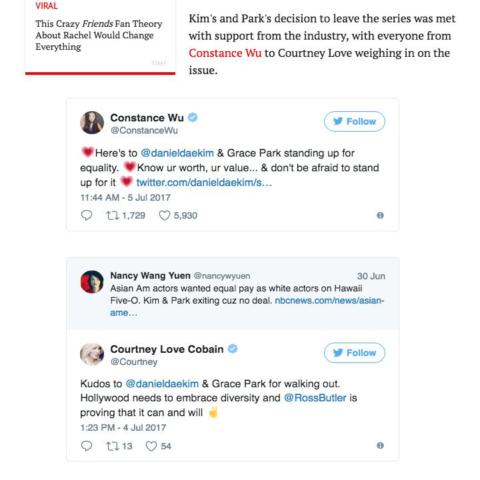 VIRAL
This Crazy Friends Fan Theory
About Rachel Would Change
Everything
Kim's and Park's decision to leave the series was met
with support from the industry, with everyone from
Constance Wu to Courtney Love weighing in on the
issue.
Constance Wu
@ConstanceWu
Follow
💗Here's to @danieldaekim & Grace Park standing up for
equality. 💗Know ur worth, ur value... & don't be afraid to stand
up for it 💗 twitter.com/danieldaekim/s…
11:44 AM - 5 Jul 2017
1,729 5,930
Nancy Wang Yuen @nancywyuen 30 Jun
Asian Am actors wanted equal pay as white actors on Hawaii
Five-O. Kim & Park exiting cuz no deal. nbcnews.com/news/asian-
ame…
Courtney Love Cobain
@Courtney
Follow
Kudos to @danieldaekim & Grace Park for walking out.
Hollywood needs to embrace diversity and @RossButler is
proving that it can and will ✌
1:23 PM - 4 Jul 2017
13 54